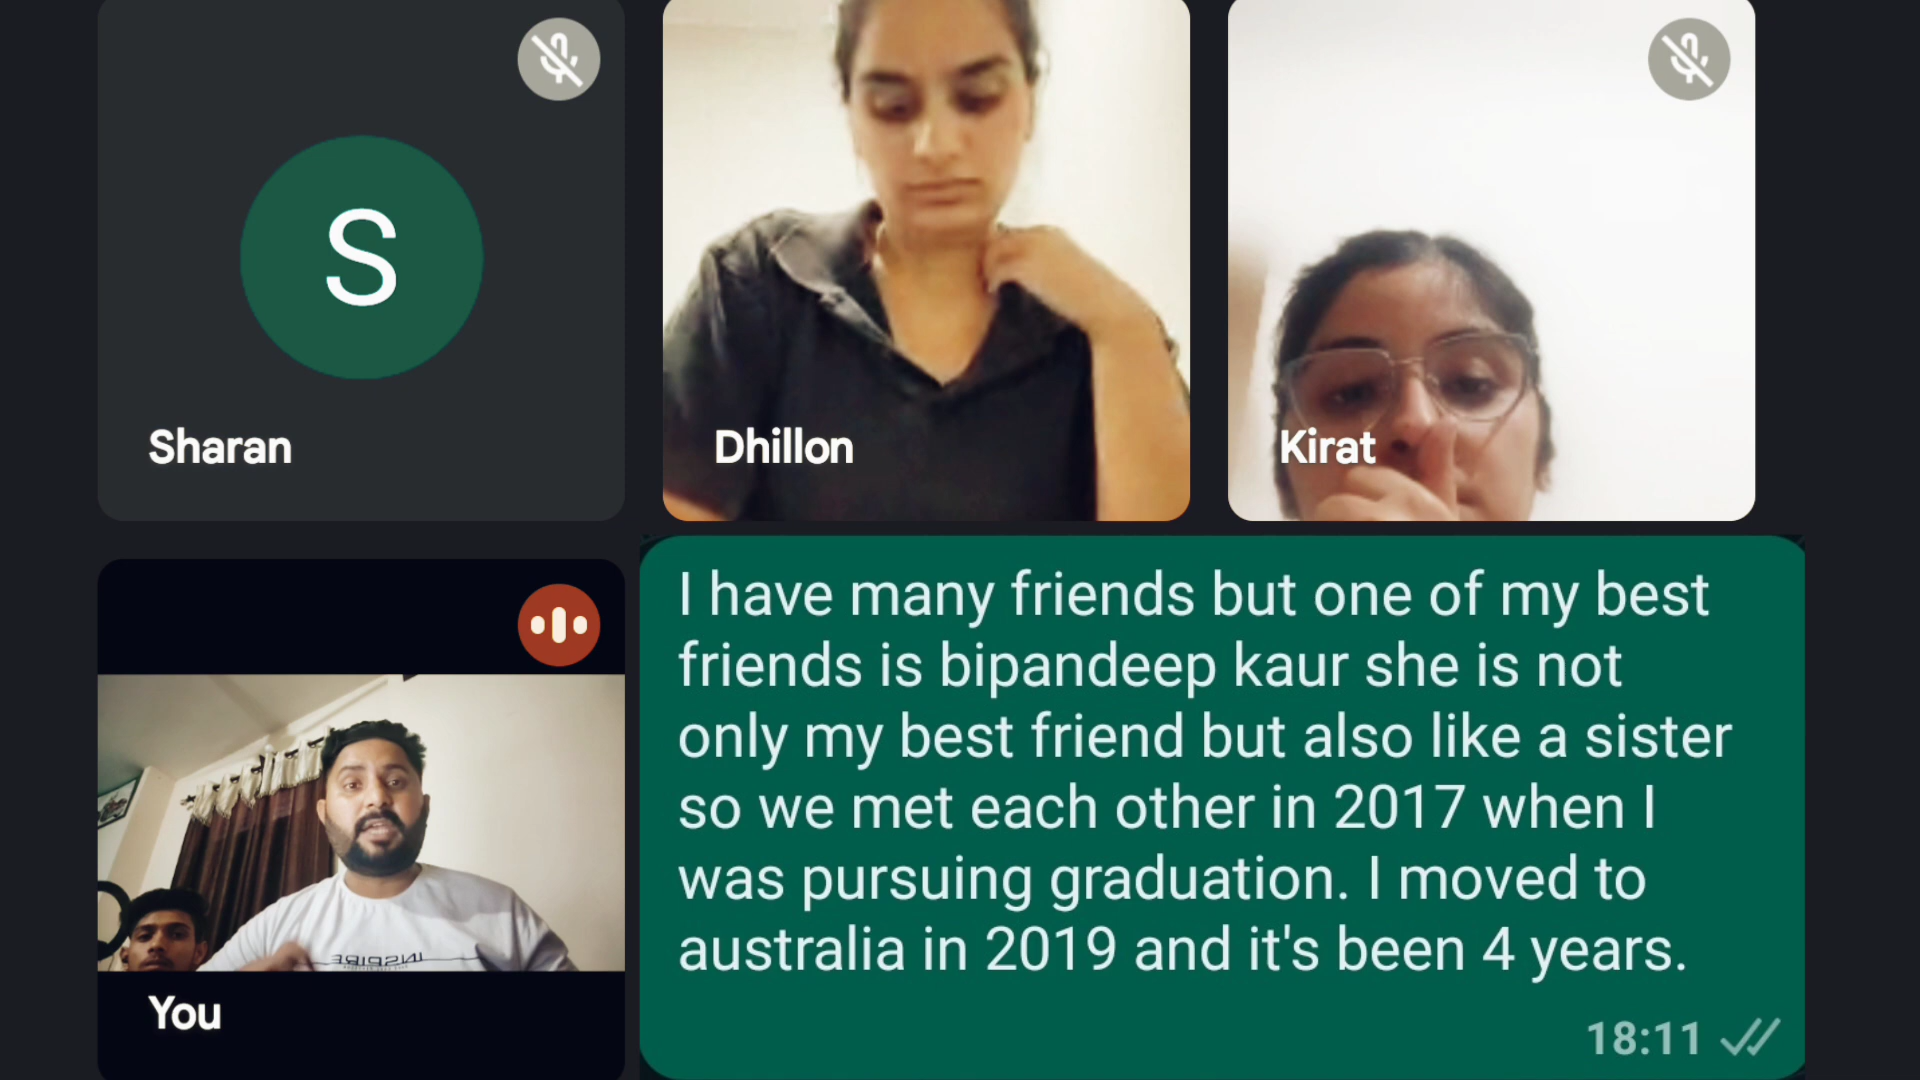 S
Sharan
Dhillon
Kirat
You
INSPIRE
I have many friends but one of my best
friends is bipandeep kaur she is not
only my best friend but also like a sister
so we met each other in 2017 when I
was pursuing graduation. I moved to
australia in 2019 and it's been 4 years.
18:11